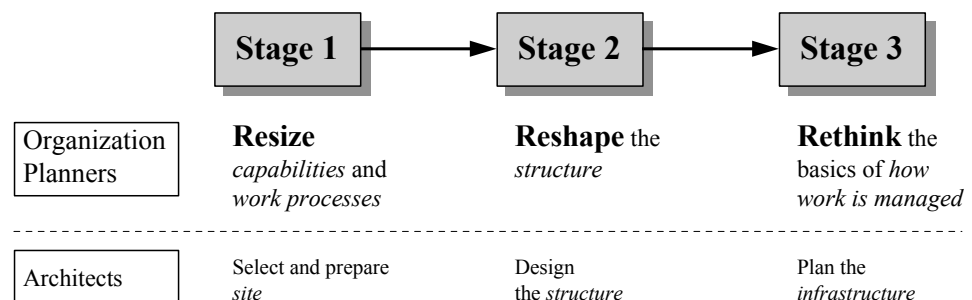 Stage 1
Stage 2
Stage 3
Organization
Planners
Resize
capabilities and
work processes
Reshape the
structure
Rethink the
basics of how
work is managed
Architects
Select and prepare
site
Design
the structure
Plan the
infrastructure